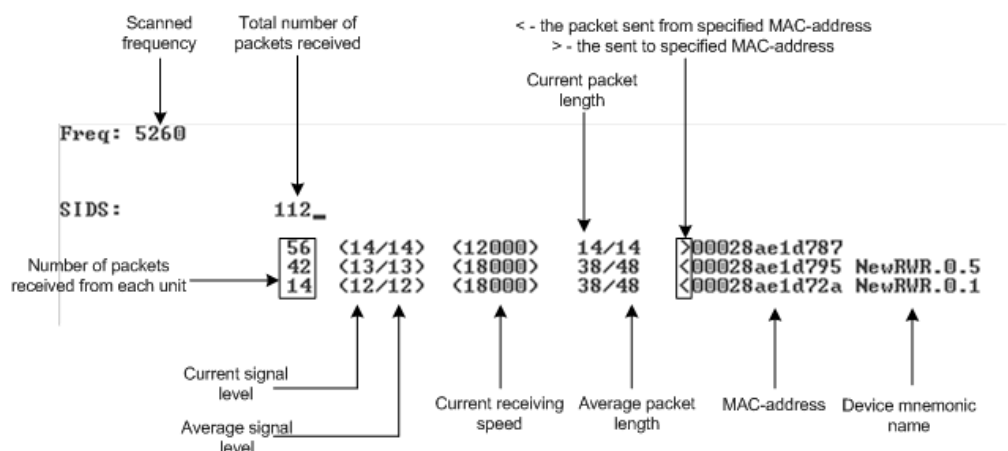 Scanned
frequency
Total number of
packets received
< - the packet sent from specified MAC-address
> - the sent to specified MAC-address
Current packet
length
Freq: 5260
SIDS: 112_
56 (14/14) (12000) 14/14 >00028ae1d787
42 (13/13) (18000) 38/48 <00028ae1d795 NewRWR.0.5
14 (12/12) (18000) 38/48 <00028ae1d72a NewRWR.0.1
Number of packets
received from each unit
Current signal
level
Average signal
level
Current receiving
speed
Average packet
length
MAC-address
Device mnemonic
name